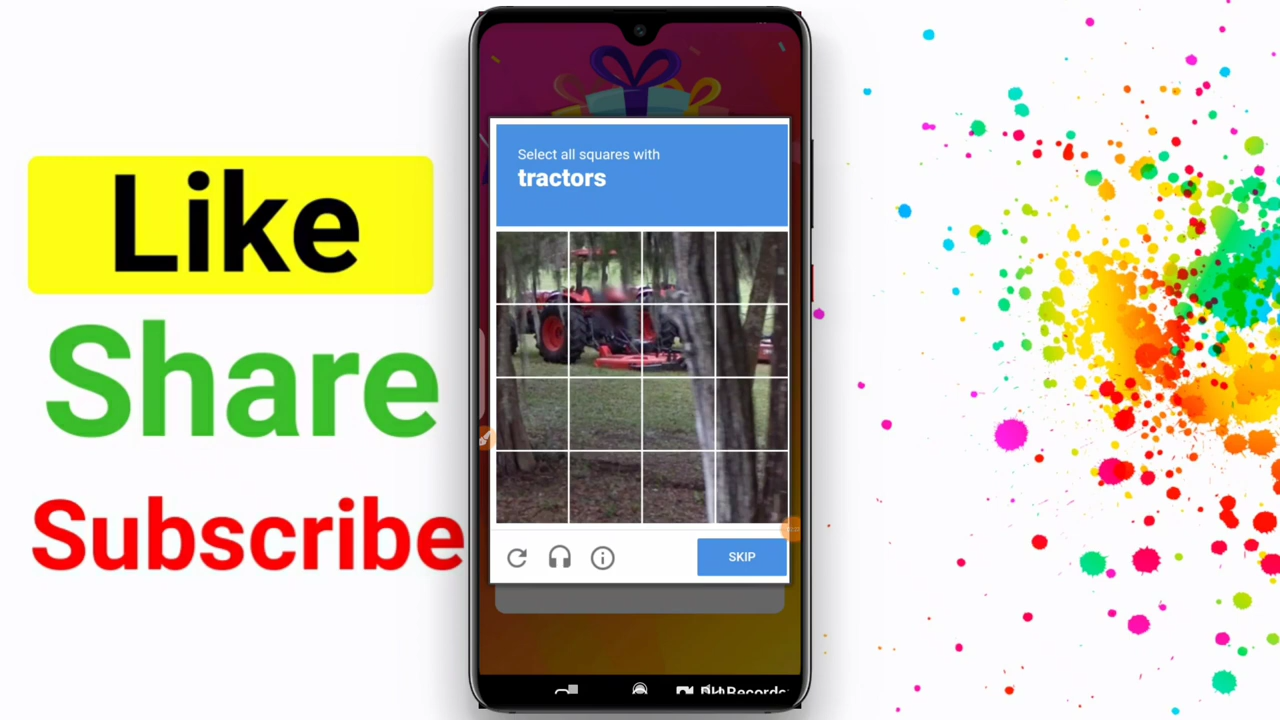 Like
Share
Subscribe
Select all squares with
tractors
SKIP